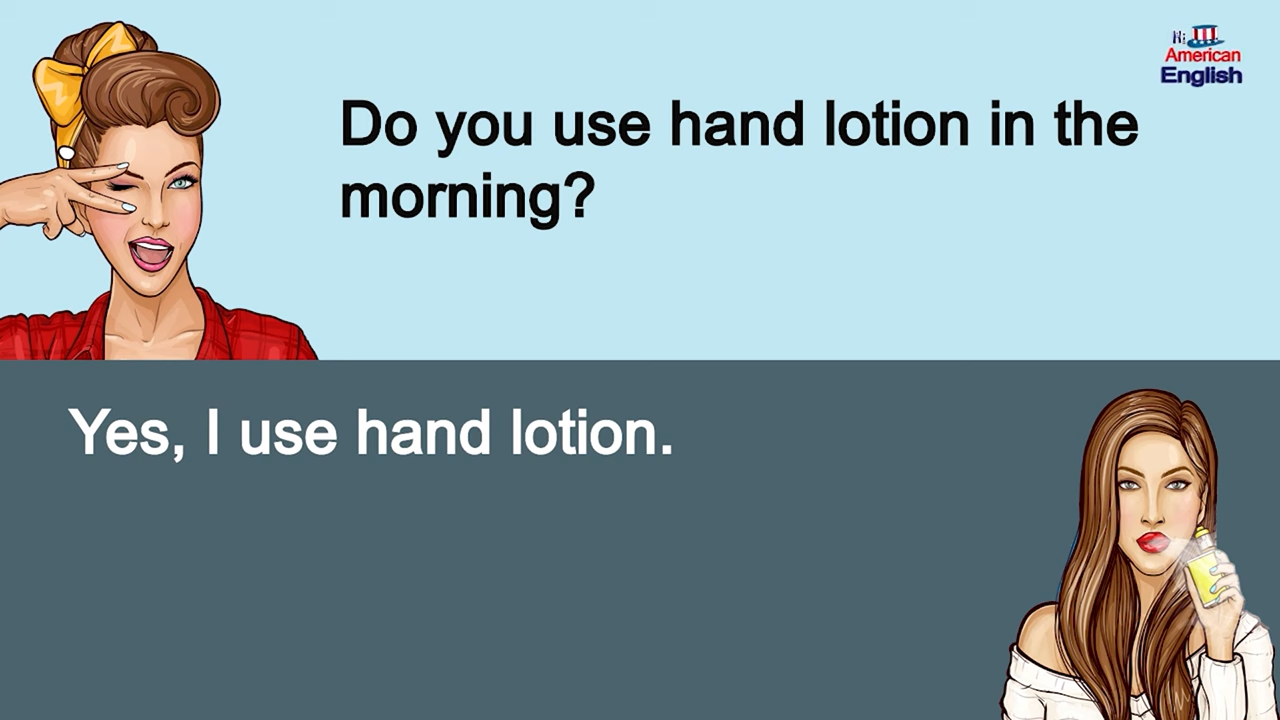 Hi
American
English
Do you use hand lotion in the
morning?
Yes, I use hand lotion.